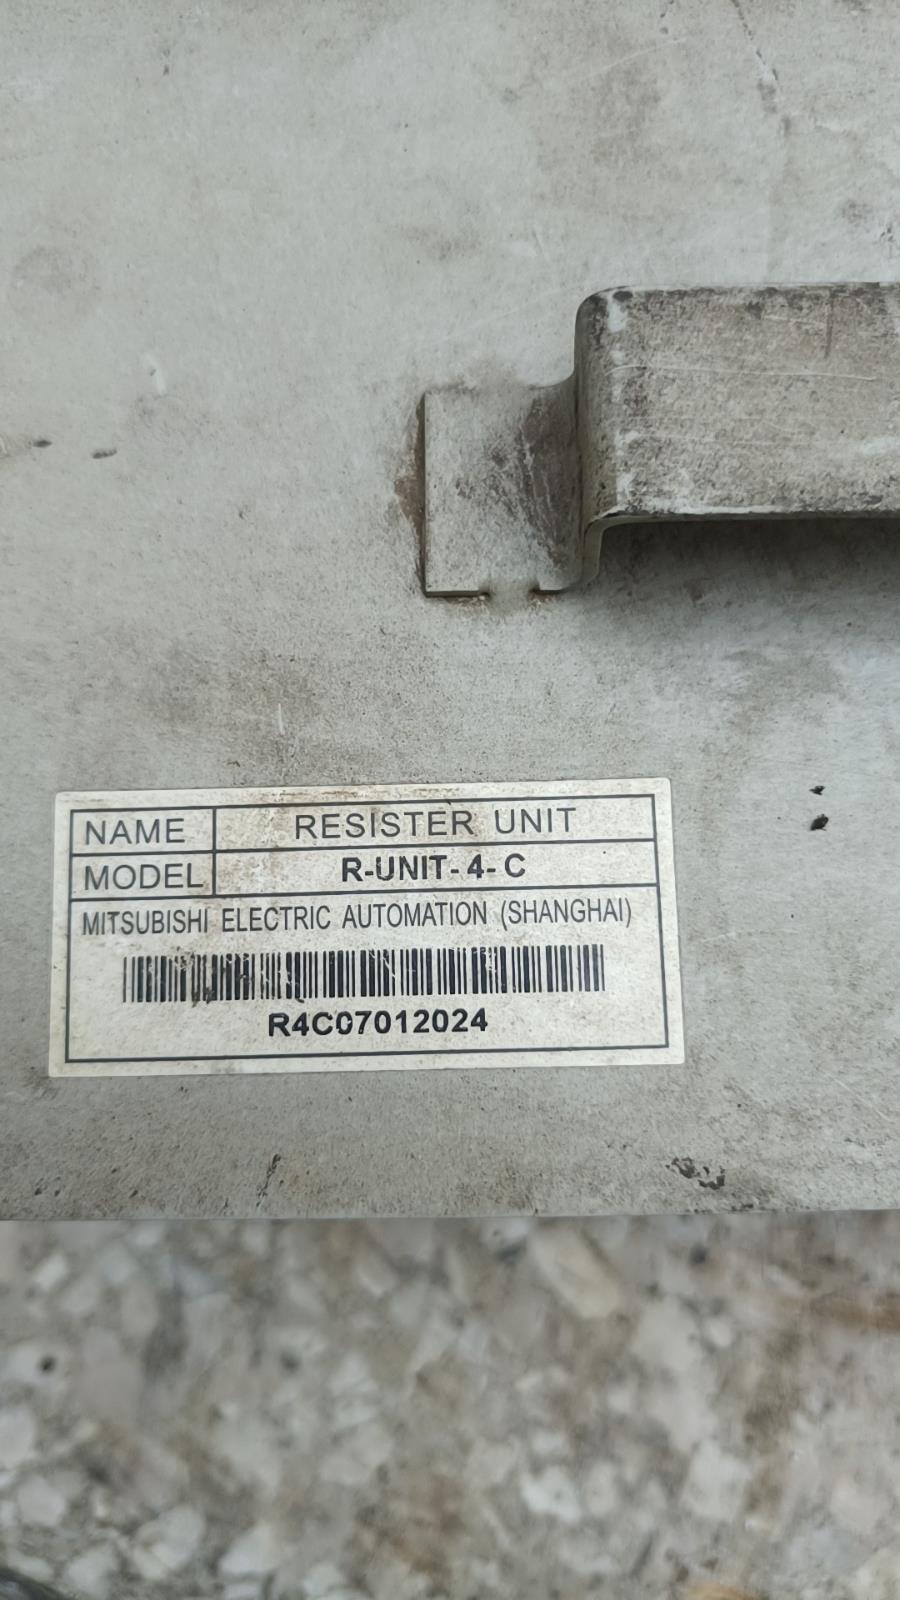 NAME RESISTER UNIT
MODEL R-UNIT-4-C
MITSUBISHI ELECTRIC AUTOMATION (SHANGHAI)
R4C07012024